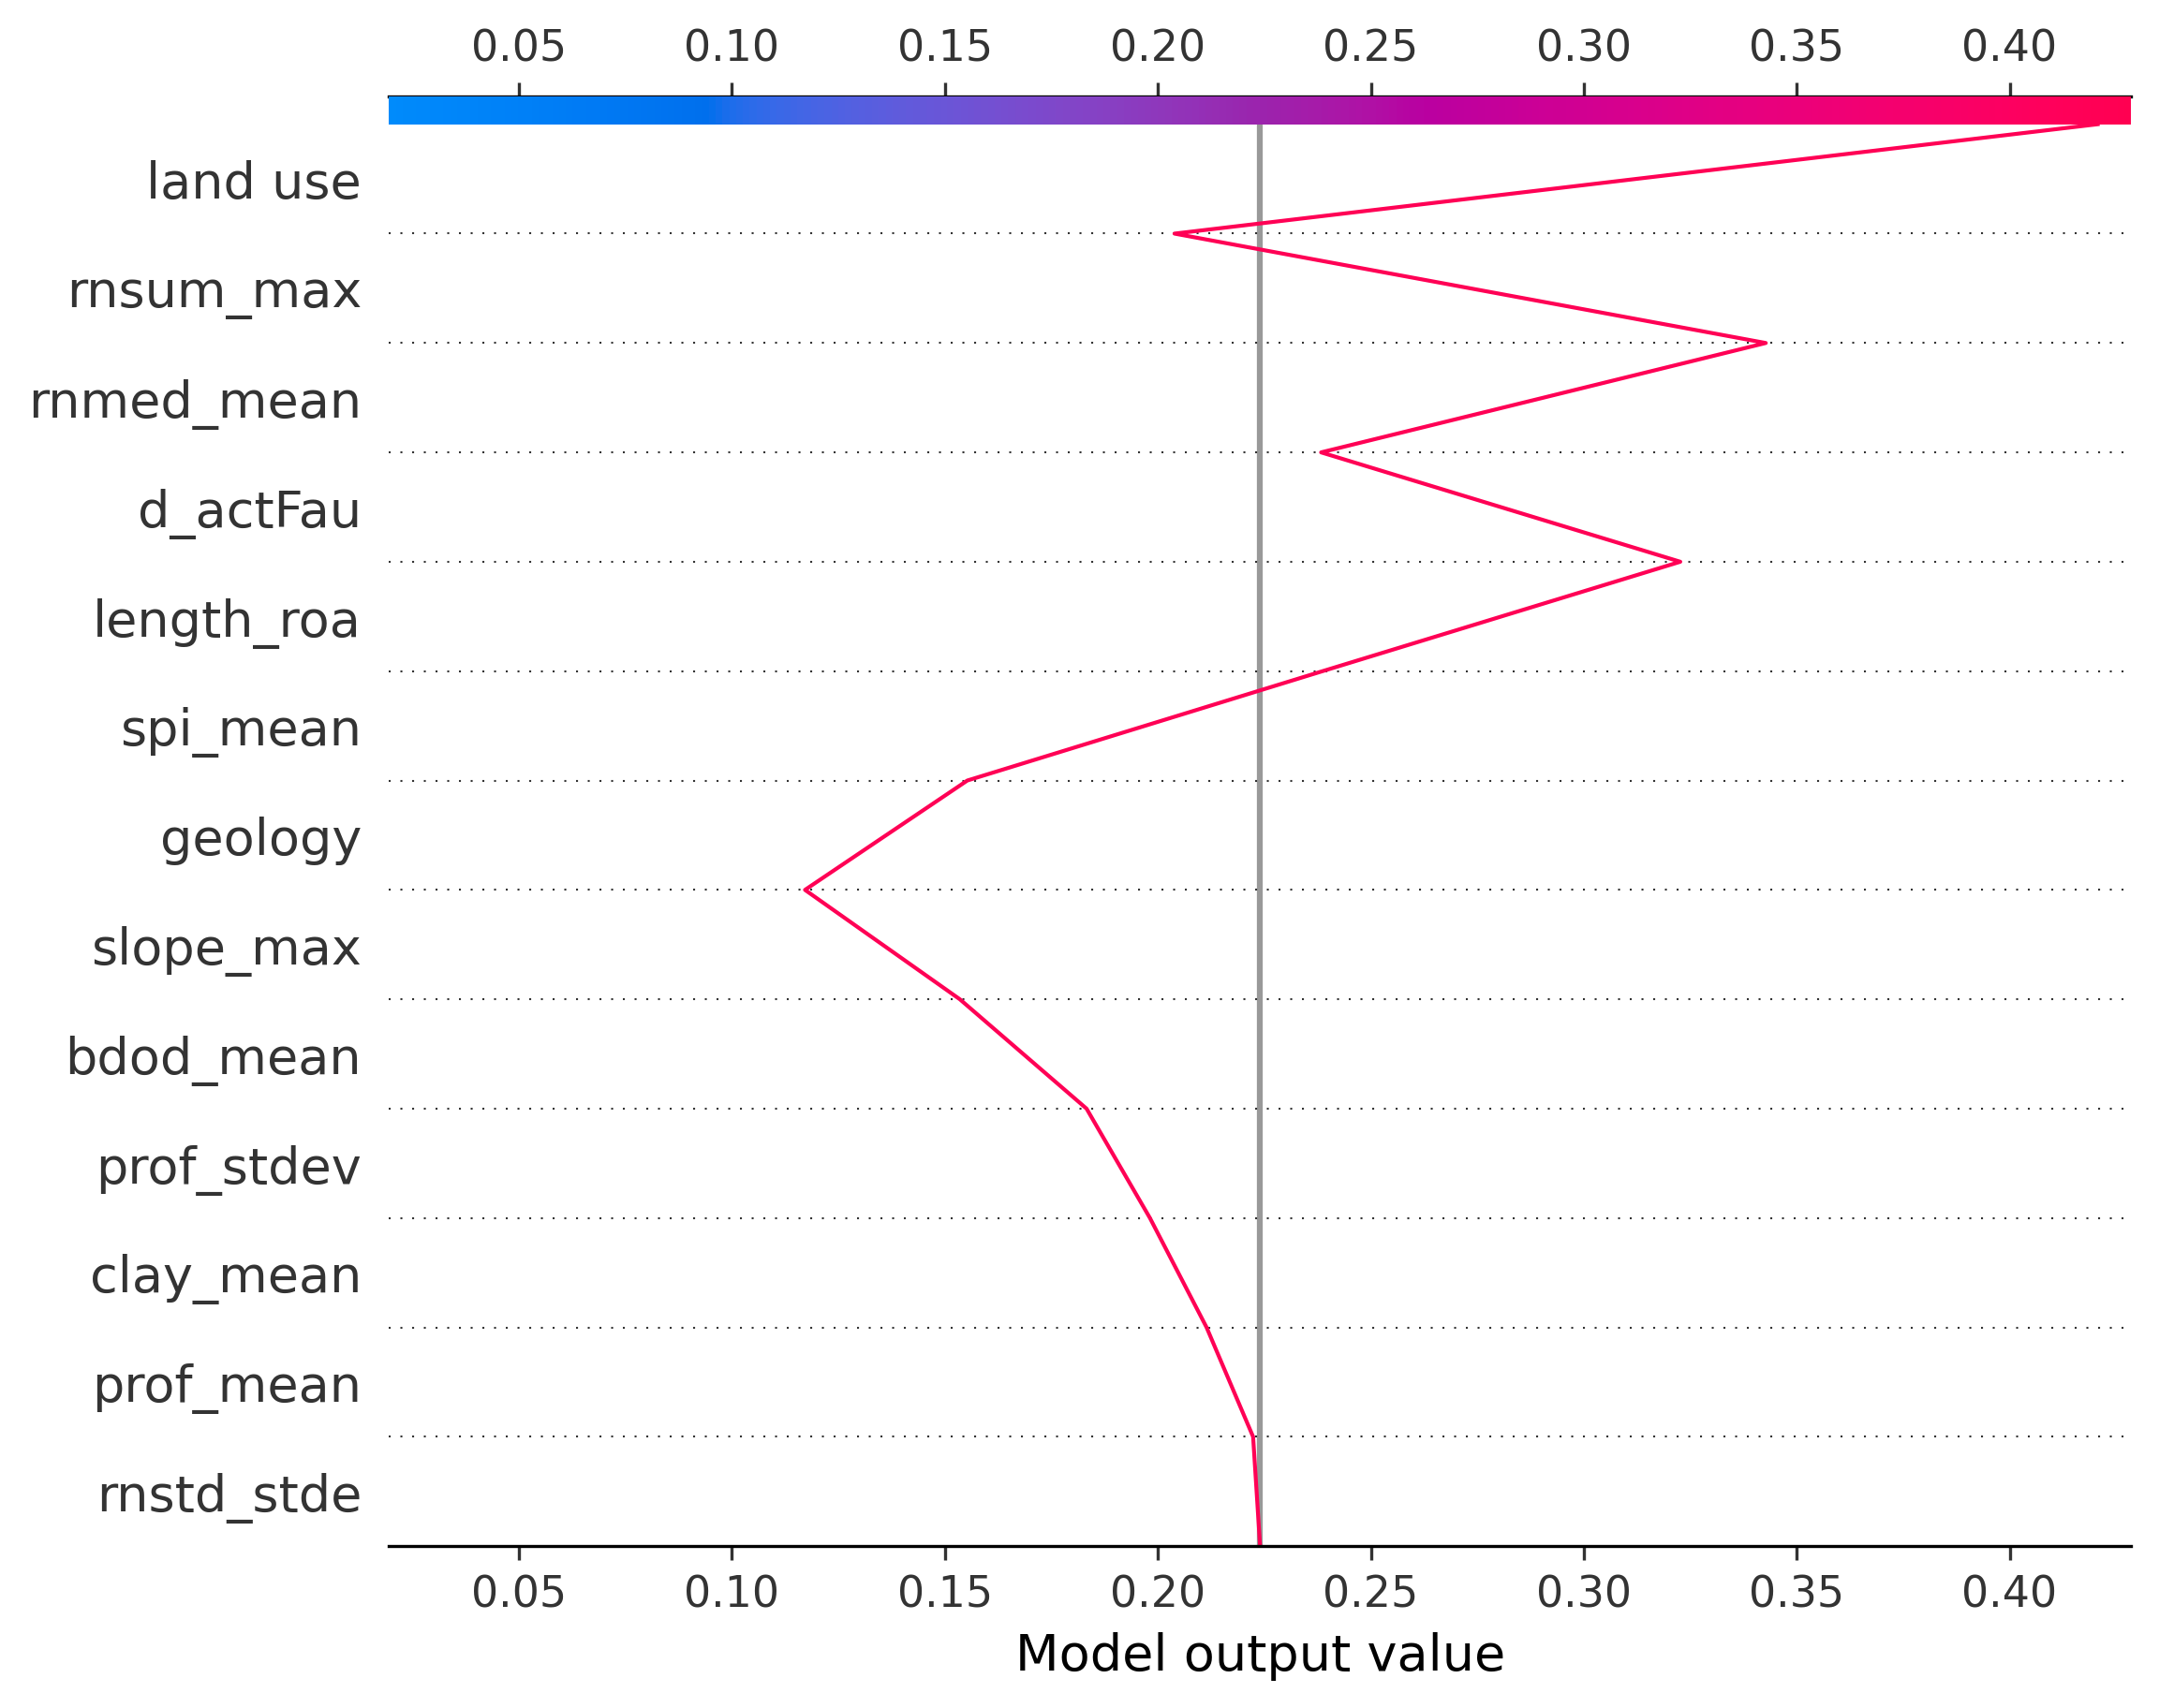 0.05 0.10 0.15 0.20 0.25 0.30 0.35 0.40
land use
rnsum_max
rnmed_mean
d_actFau
length_roa
spi_mean
geology
slope_max
bdod_mean
prof_stdev
clay_mean
prof_mean
rnstd_stde
0.05 0.10 0.15 0.20 0.25 0.30 0.35 0.40
Model output value